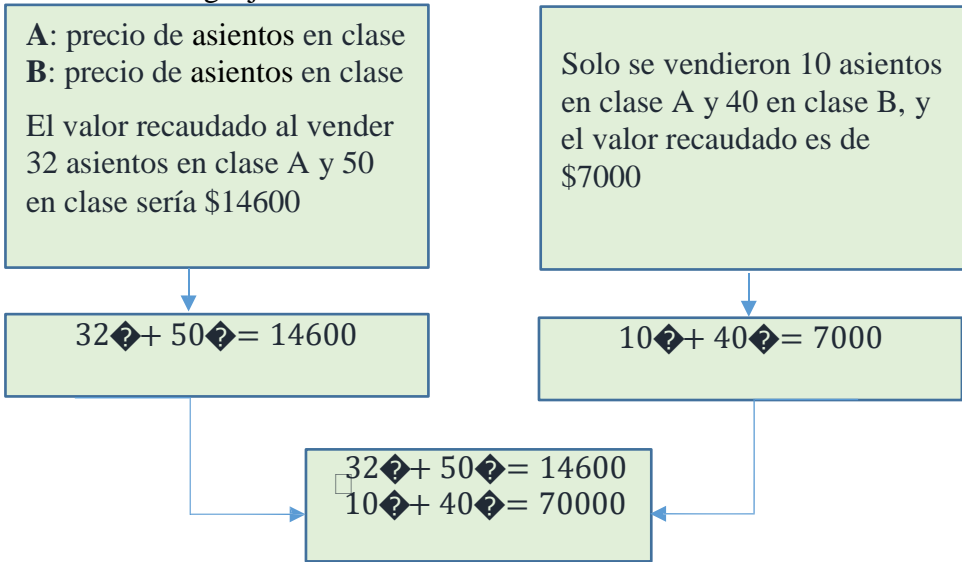 A: precio de asientos en clase
B: precio de asientos en clase
El valor recaudado al vender
32 asientos en clase A y 50
en clase sería $14600
Solo se vendieron 10 asientos
en clase A y 40 en clase B, y
el valor recaudado es de
$7000
32�+ 50�= 14600
10�+ 40�= 7000
32�+ 50�= 14600
10�+ 40�= 70000